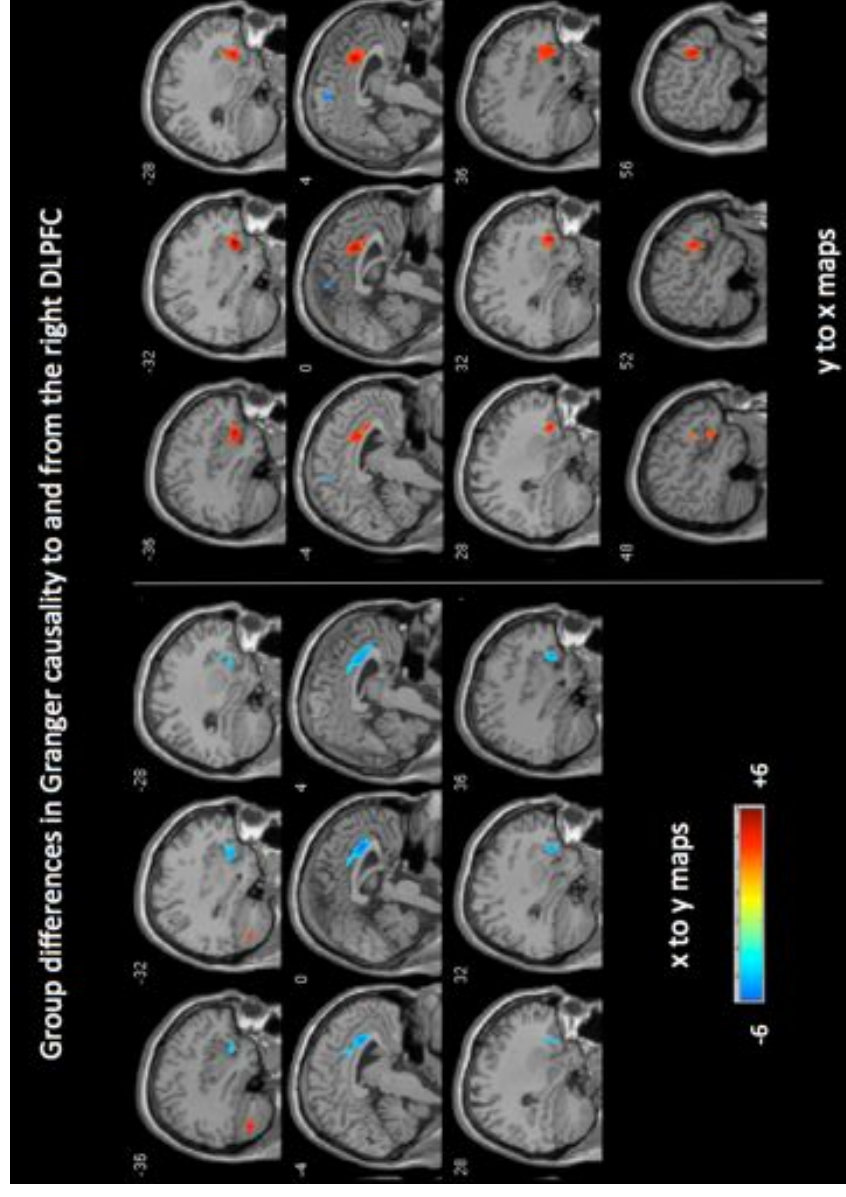 Group differences in Granger causality to and from the right DLPFC
-36 -32 -28 -36 -32 -28
-4 0 4 -4 0 4
28 32 36 28 32 36
48 52 56
x to y maps
-6 +6
y to x maps